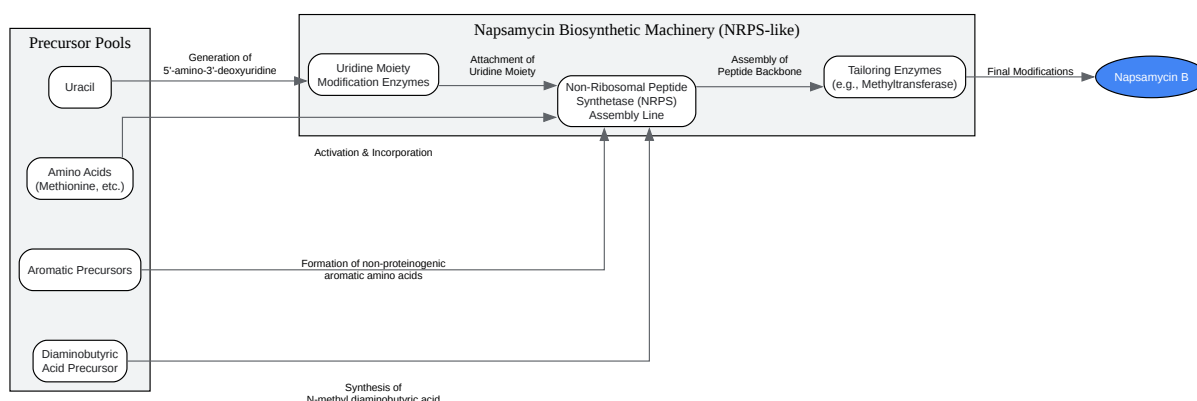 Napsamycin Biosynthetic Machinery (NRPS-like)
Precursor Pools
Generation of
5'-amino-3'-deoxyuridine
Uracil
Uridine Moiety
Modification Enzymes
Attachment of
Uridine Moiety
Non-Ribosomal Peptide
Synthetase (NRPS)
Assembly Line
Assembly of
Peptide Backbone
Tailoring Enzymes
(e.g., Methyltransferase)
Final Modifications
Napsamycin B
Activation & Incorporation
Amino Acids
(Methionine, etc.)
Aromatic Precursors
Formation of non-proteinogenic
aromatic amino acids
Diaminobutyric
Acid Precursor
Synthesis of
N-methyl diaminobutyric acid